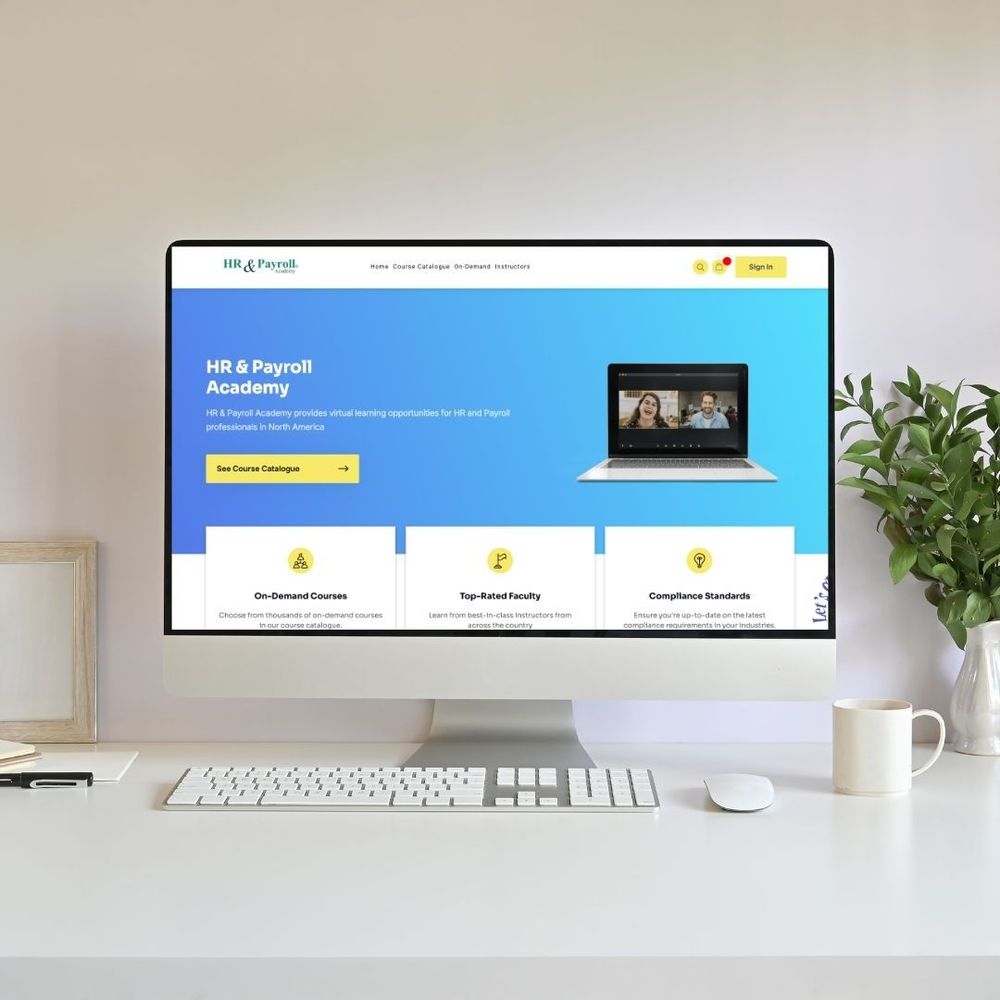 HR & Payroll
Academy
Home Course Catalogue On-Demand Instructors
Sign In
HR & Payroll
Academy
HR & Payroll Academy provides virtual learning opportunities for HR and Payroll
professionals in North America
See Course Catalogue
On-Demand Courses
Choose from thousands of on-demand courses
in our course catalogue.
Top-Rated Faculty
Learn from best-in-class instructors from
across the country
Compliance Standards
Ensure you're up-to-date on the latest
compliance requirements in your industries.
Let's